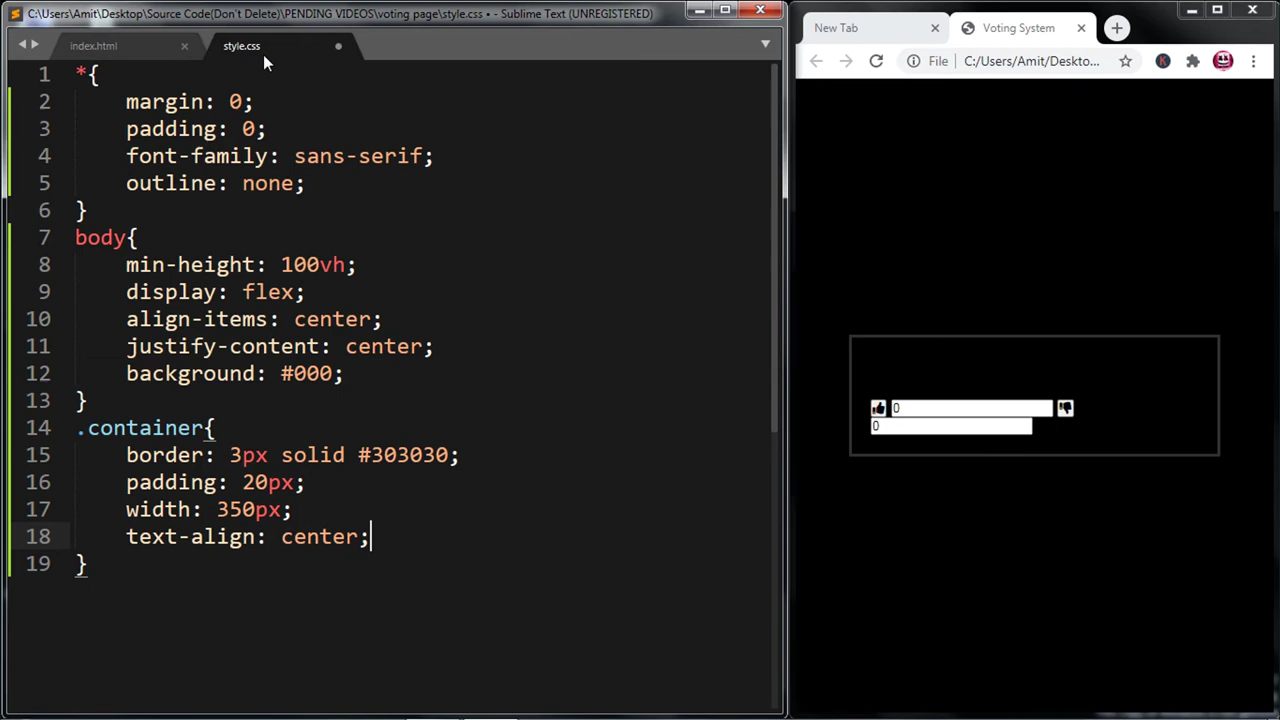 C:\Users\Amit\Desktop\Source Code(Don't Delete)\PENDING VIDEOS\voting page\style.css • - Sublime Text (UNREGISTERED)
index.html
style.css
1 *{
2 margin: 0;
3 padding: 0;
4 font-family: sans-serif;
5 outline: none;
6 }
7 body{
8 min-height: 100vh;
9 display: flex;
10 align-items: center;
11 justify-content: center;
12 background: #000;
13 }
14 .container{
15 border: 3px solid #303030;
16 padding: 20px;
17 width: 350px;
18 text-align: center;
19 }
New Tab
Voting System
File C:/Users/Amit/Deskto...
K
0
0